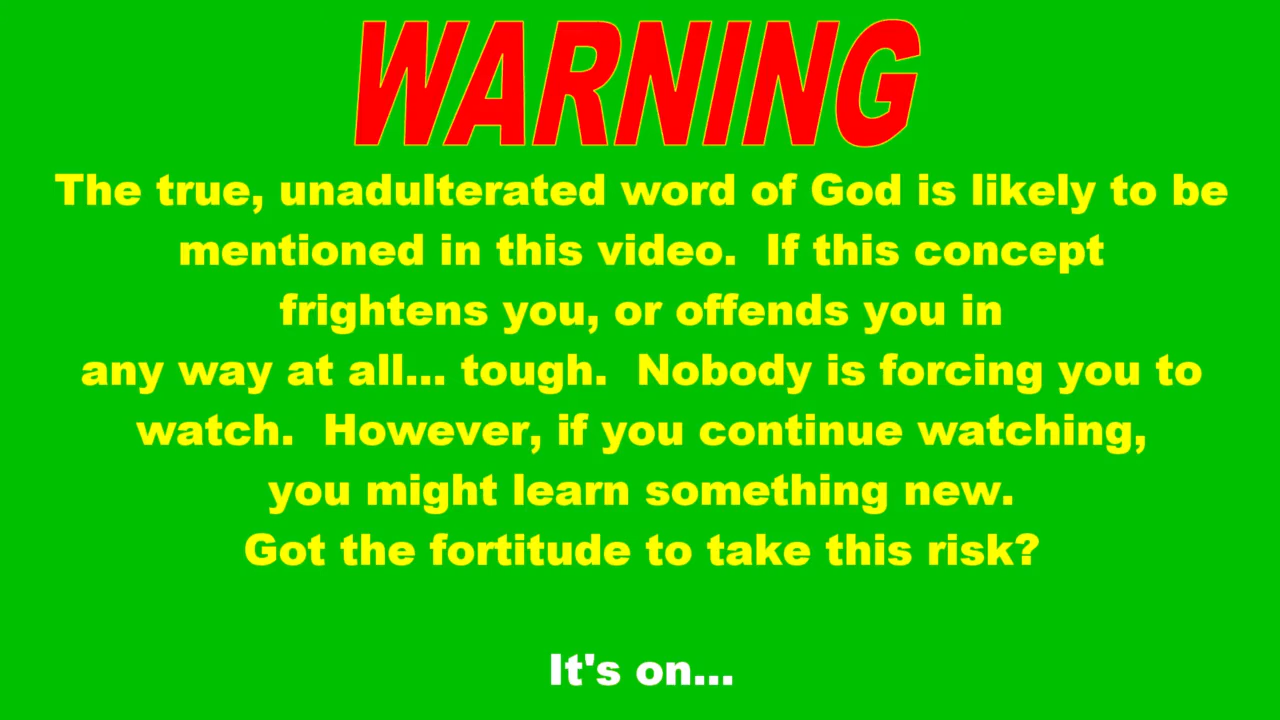 WARNING
The true, unadulterated word of God is likely to be
mentioned in this video.  If this concept
frightens you, or offends you in
any way at all... tough.  Nobody is forcing you to
watch.  However, if you continue watching,
you might learn something new.
Got the fortitude to take this risk?
It's on...